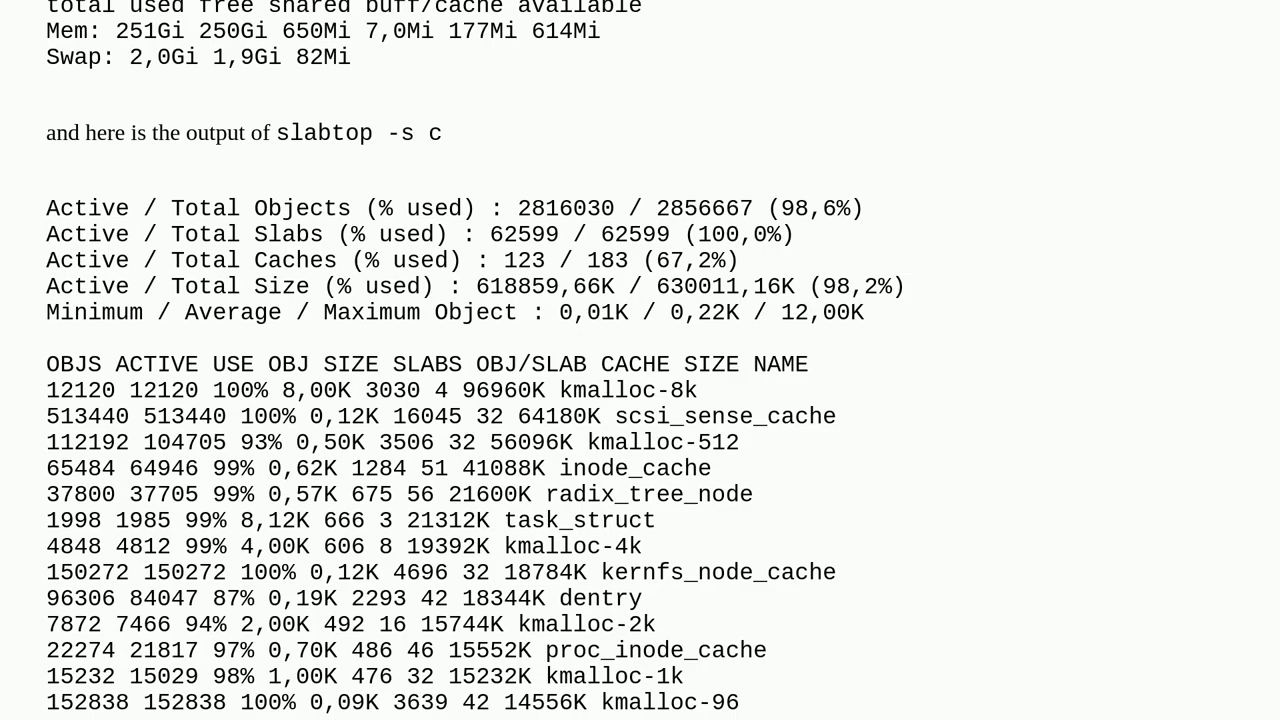 total used free shared buff/cache available
Mem: 251Gi 250Gi 650Mi 7,0Mi 177Mi 614Mi
Swap: 2,0Gi 1,9Gi 82Mi
and here is the output of slabtop -s c
Active / Total Objects (% used) : 2816030 / 2856667 (98,6%)
Active / Total Slabs (% used) : 62599 / 62599 (100,0%)
Active / Total Caches (% used) : 123 / 183 (67,2%)
Active / Total Size (% used) : 618859,66K / 630011,16K (98,2%)
Minimum / Average / Maximum Object : 0,01K / 0,22K / 12,00K
OBJS ACTIVE USE OBJ SIZE SLABS OBJ/SLAB CACHE SIZE NAME
12120 12120 100% 8,00K 3030 4 96960K kmalloc-8k
513440 513440 100% 0,12K 16045 32 64180K scsi_sense_cache
112192 104705 93% 0,50K 3506 32 56096K kmalloc-512
65484 64946 99% 0,62K 1284 51 41088K inode_cache
37800 37705 99% 0,57K 675 56 21600K radix_tree_node
1998 1985 99% 8,12K 666 3 21312K task_struct
4848 4812 99% 4,00K 606 8 19392K kmalloc-4k
150272 150272 100% 0,12K 4696 32 18784K kernfs_node_cache
96306 84047 87% 0,19K 2293 42 18344K dentry
7872 7466 94% 2,00K 492 16 15744K kmalloc-2k
22274 21817 97% 0,70K 486 46 15552K proc_inode_cache
15232 15029 98% 1,00K 476 32 15232K kmalloc-1k
152838 152838 100% 0,09K 3639 42 14556K kmalloc-96